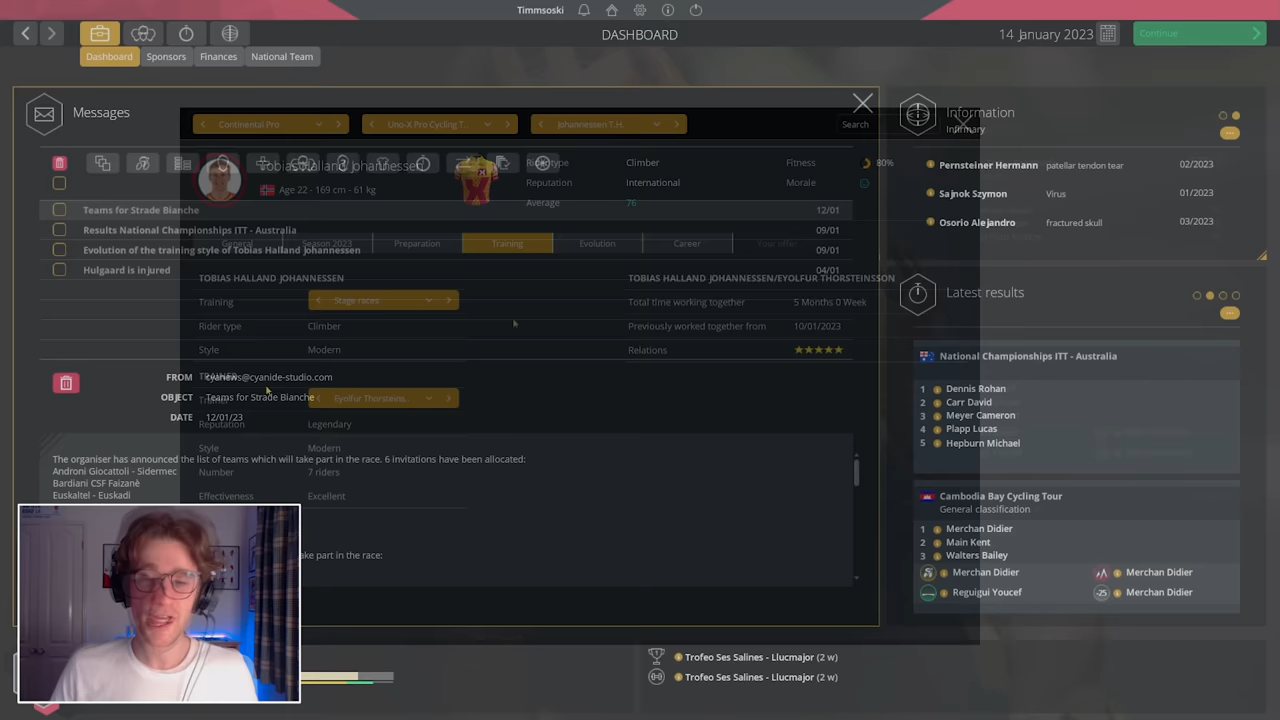 Timmsoski
DASHBOARD
14 January 2023
Continue
Dashboard
Sponsors
Finances
National Team
Messages
Continental Pro
Uno-X Pro Cycling T...
Johannessen T.H.
Search
Tobias Halland Johannessen
Age 22 - 169 cm - 61 kg
Rider type Climber
Reputation International
Average 76
Fitness 80%
Morale
Teams for Strade Bianche 12/01
Results National Championships ITT - Australia 09/01
Evolution of the training style of Tobias Halland Johannessen 09/01
Hulgaard is injured 04/01
General
Season 2023
Preparation
Training
Evolution
Career
Your offer
TOBIAS HALLAND JOHANNESSEN
Training Stage races
Rider type Climber
Style Modern
TRAINER
Trainer Eyolfur Thorsteins...
Reputation Legendary
Style Modern
Number 7 riders
Effectiveness Excellent
TOBIAS HALLAND JOHANNESSEN/EYOLFUR THORSTEINSSON
Total time working together 5 Months 0 Week
Previously worked together from 10/01/2023
Relations
FROM cyanews@cyanide-studio.com
OBJECT Teams for Strade Bianche
DATE 12/01/23
The organiser has announced the list of teams which will take part in the race. 6 invitations have been allocated:
Androni Giocattoli - Sidermec
Bardiani CSF Faizanè
Euskaltel - Euskadi
ake part in the race:
Information
Infirmary
Pernsteiner Hermann patellar tendon tear 02/2023
Sajnok Szymon Virus 01/2023
Osorio Alejandro fractured skull 03/2023
Latest results
National Championships ITT - Australia
1 Dennis Rohan
2 Carr David
3 Meyer Cameron
4 Plapp Lucas
5 Hepburn Michael
Cambodia Bay Cycling Tour
General classification
1 Merchan Didier
2 Main Kent
3 Walters Bailey
Merchan Didier
Merchan Didier
Reguigui Youcef
-25 Merchan Didier
Trofeo Ses Salines - Llucmajor (2 w)
Trofeo Ses Salines - Llucmajor (2 w)